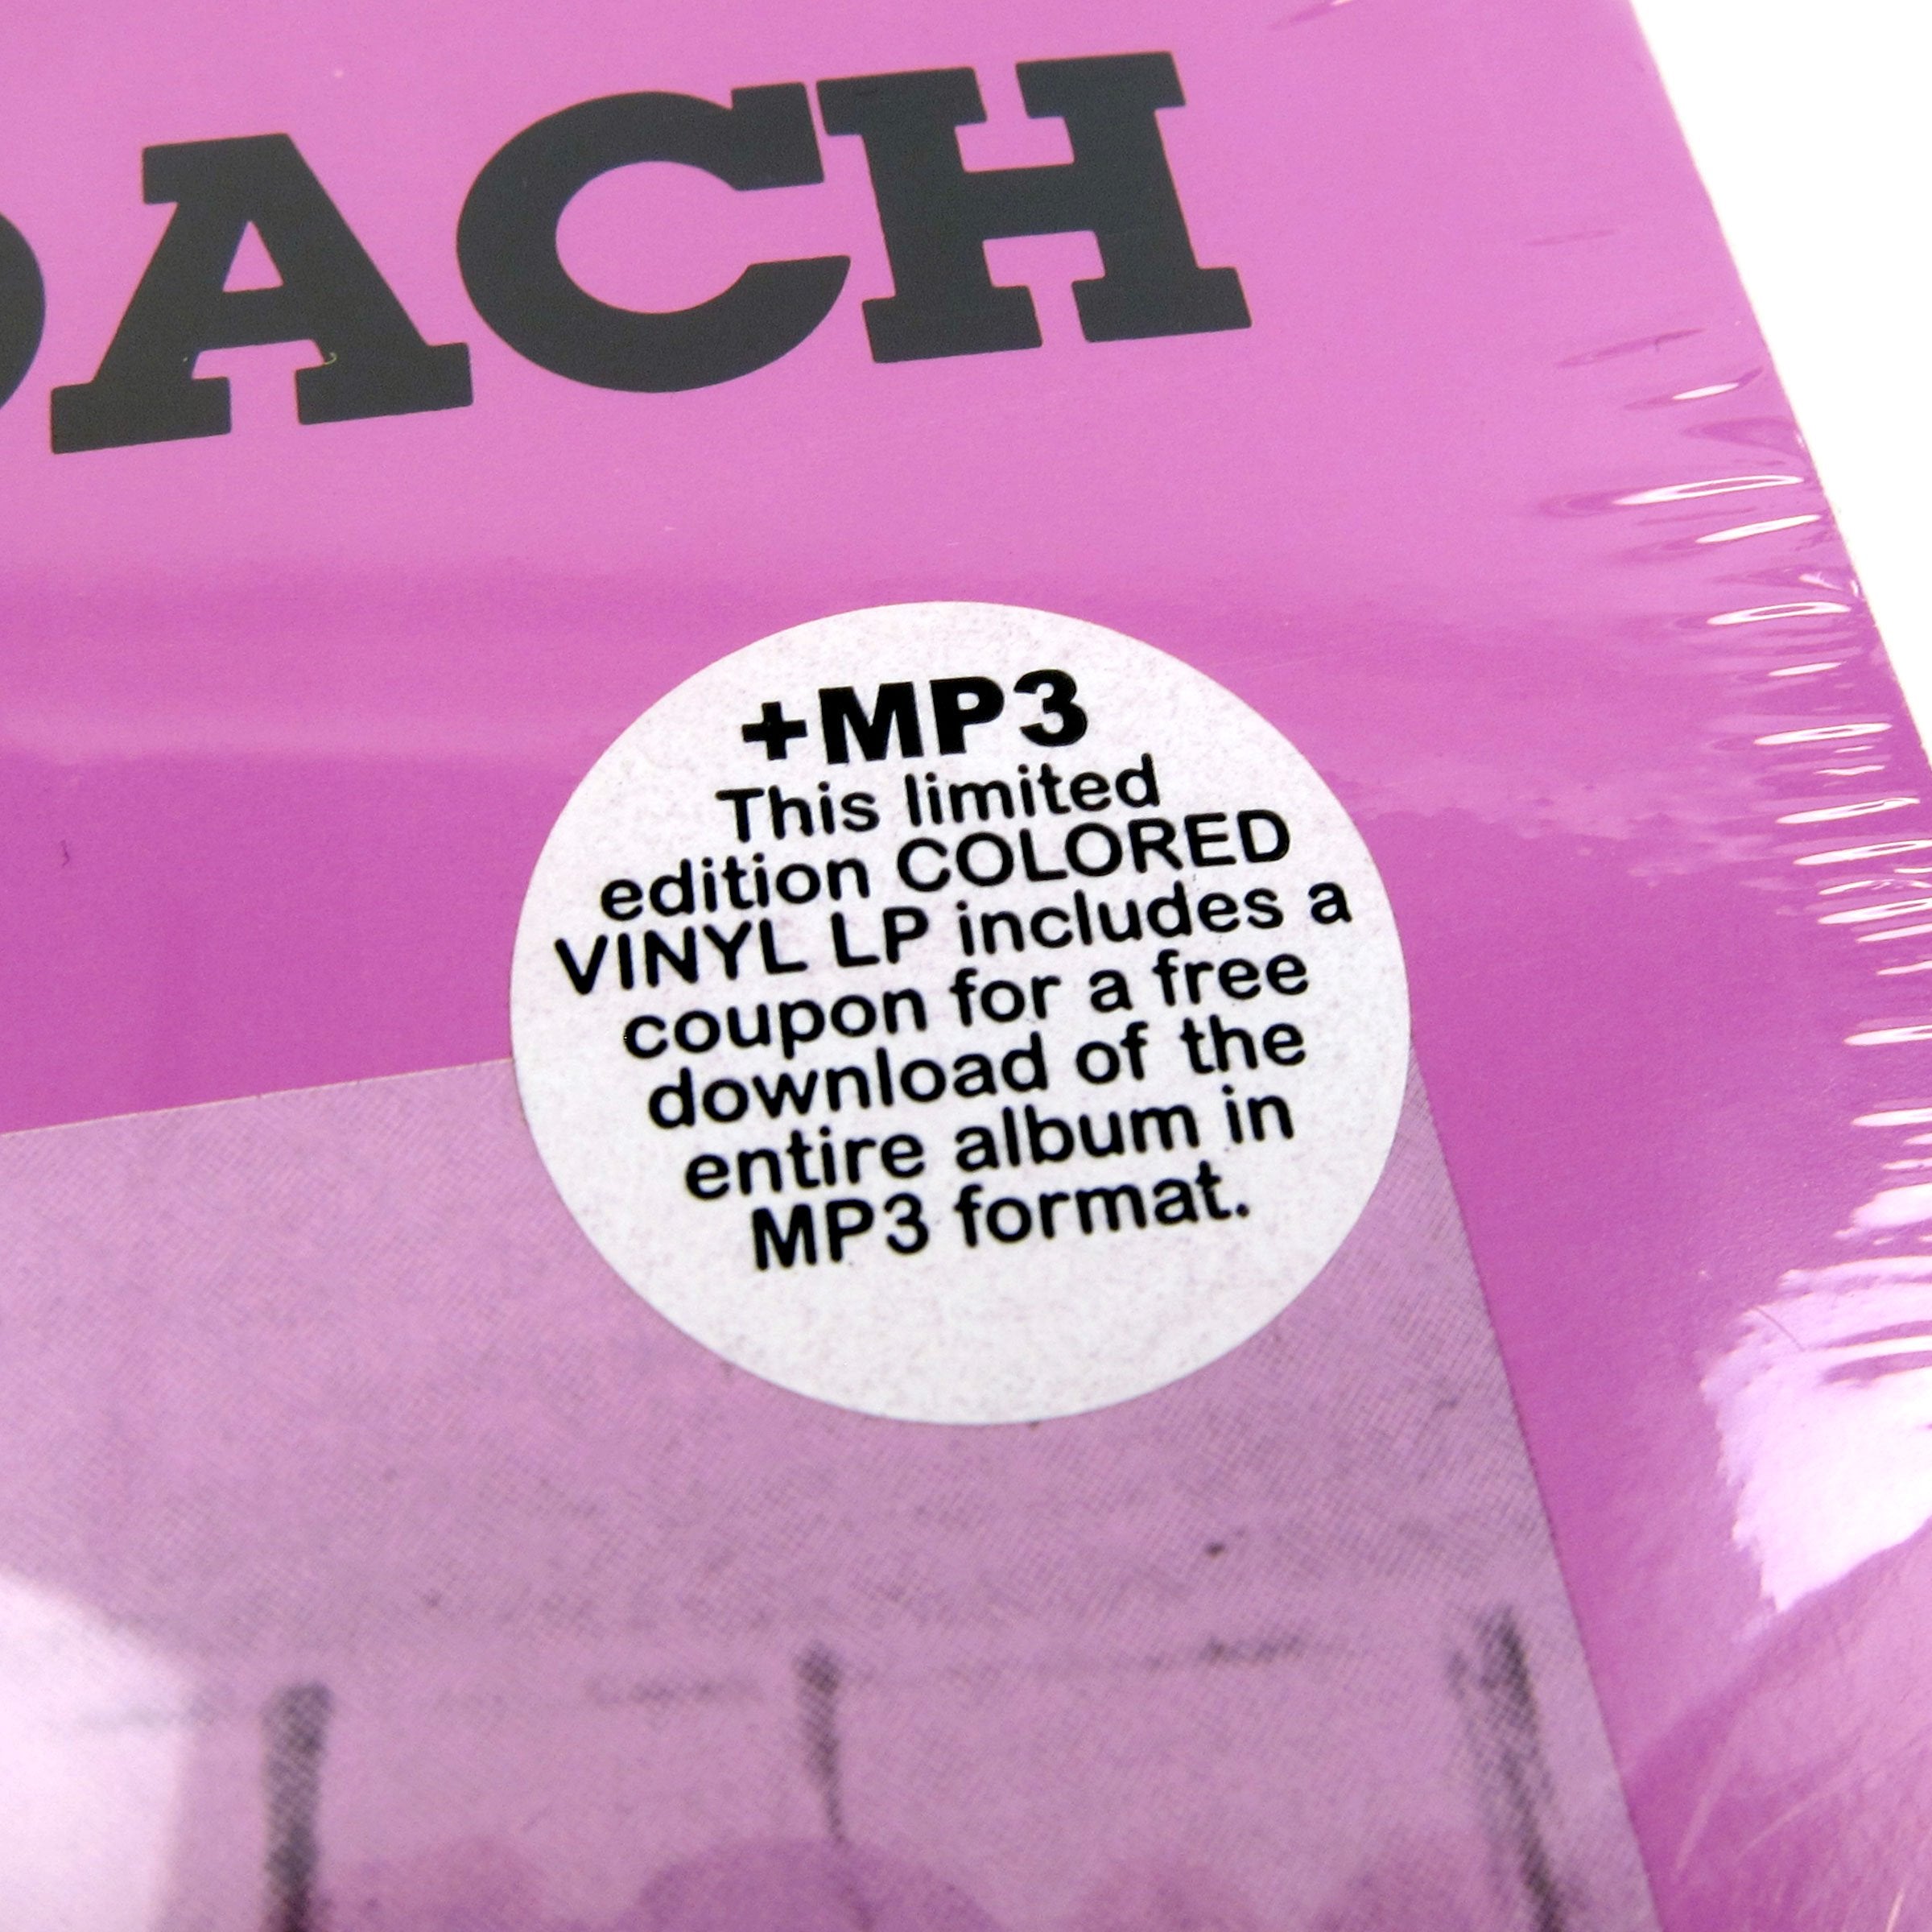 OACH
+MP3
This limited
edition COLORED
VINYL LP includes a
coupon for a free
download of the
entire album in
MP3 format.